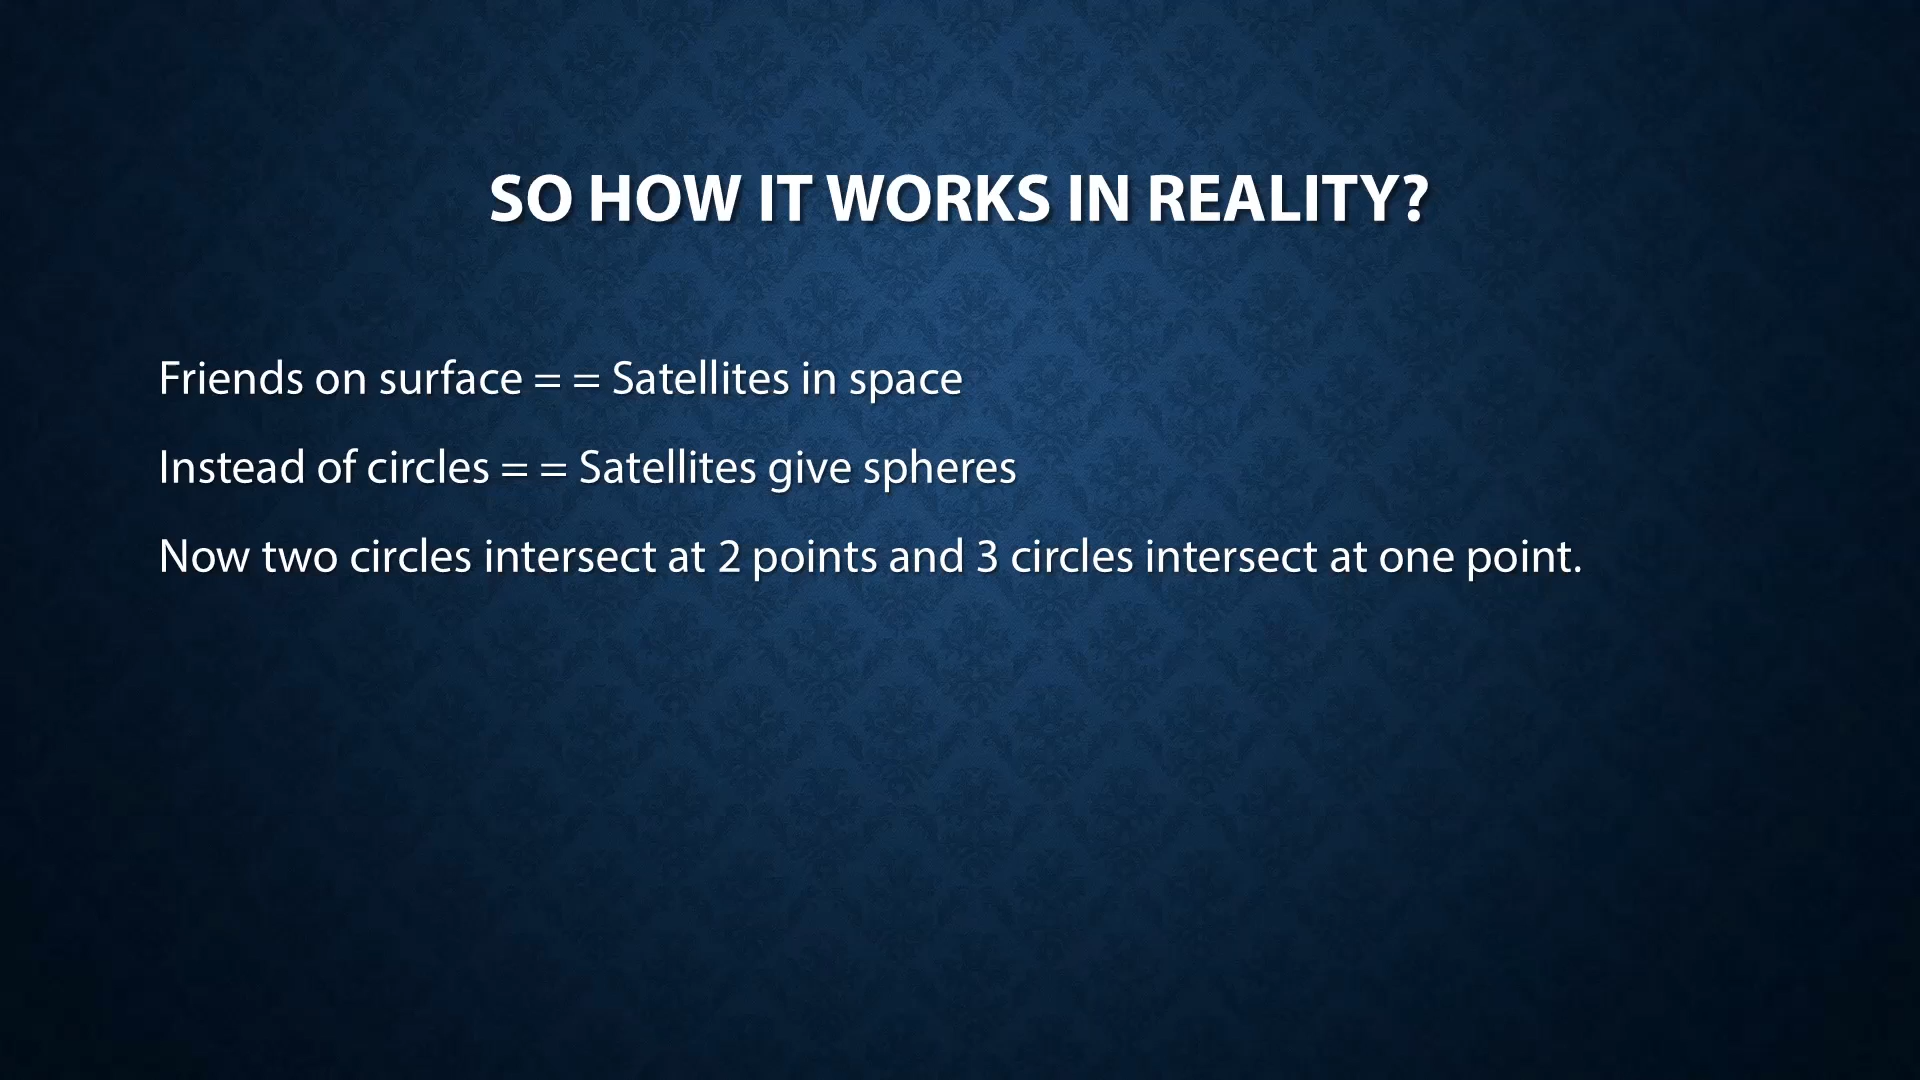 SO HOW IT WORKS IN REALITY?
Friends on surface = = Satellites in space
Instead of circles = = Satellites give spheres
Now two circles intersect at 2 points and 3 circles intersect at one point.